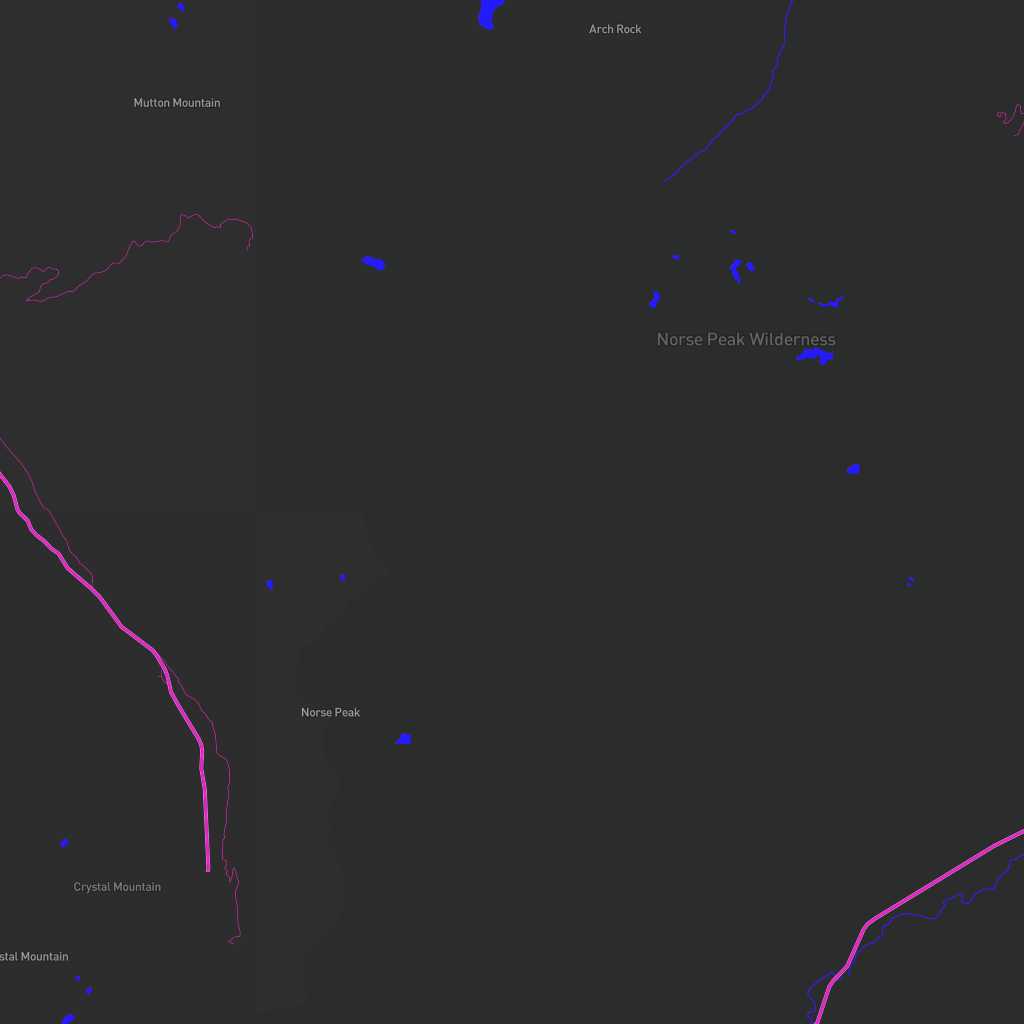 Arch Rock
Mutton Mountain
Norse Peak Wilderness
Norse Peak
Crystal Mountain
stal Mountain